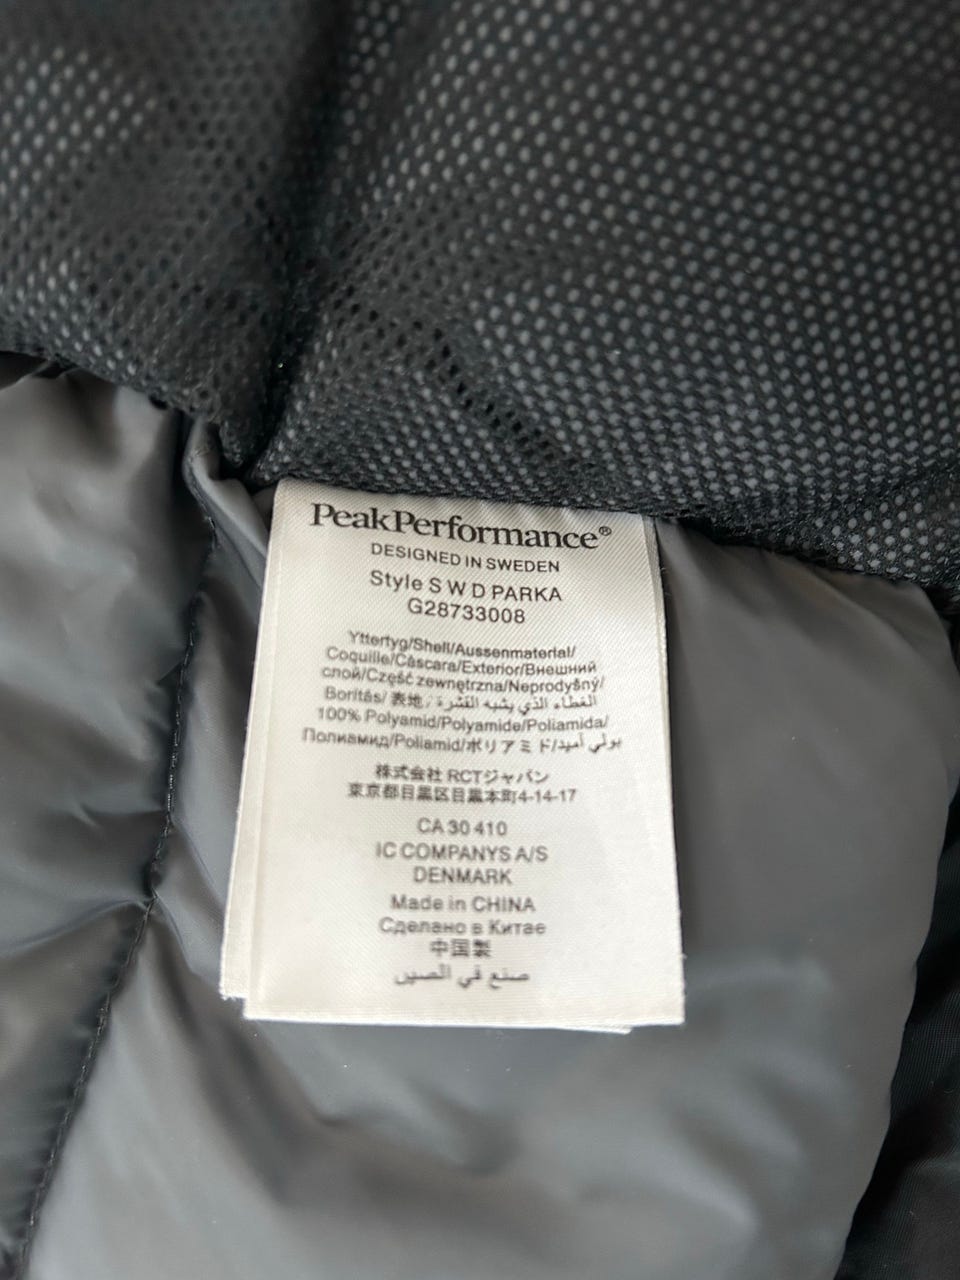 PeakPerformance®
DESIGNED IN SWEDEN
Style S W D PARKA
G28733008
Yttertyg/Shell/Aussenmaterial/
Coquille/Cáscara/Exterior/Внешний
слой/Część zewnętrzna/Neprodyšný/
Borítás/ 表地/ الغطاء الذي يشبه القشرة
100% Polyamid/Polyamide/Poliamida/
Полиамид/Poliamid/ポリアミド/بولي أميد
株式会社 RCTジャパン
東京都目黒区目黒本町4-14-17
CA 30 410
IC COMPANYS A/S
DENMARK
Made in CHINA
Сделано в Китае
中国製
صنع في الصين